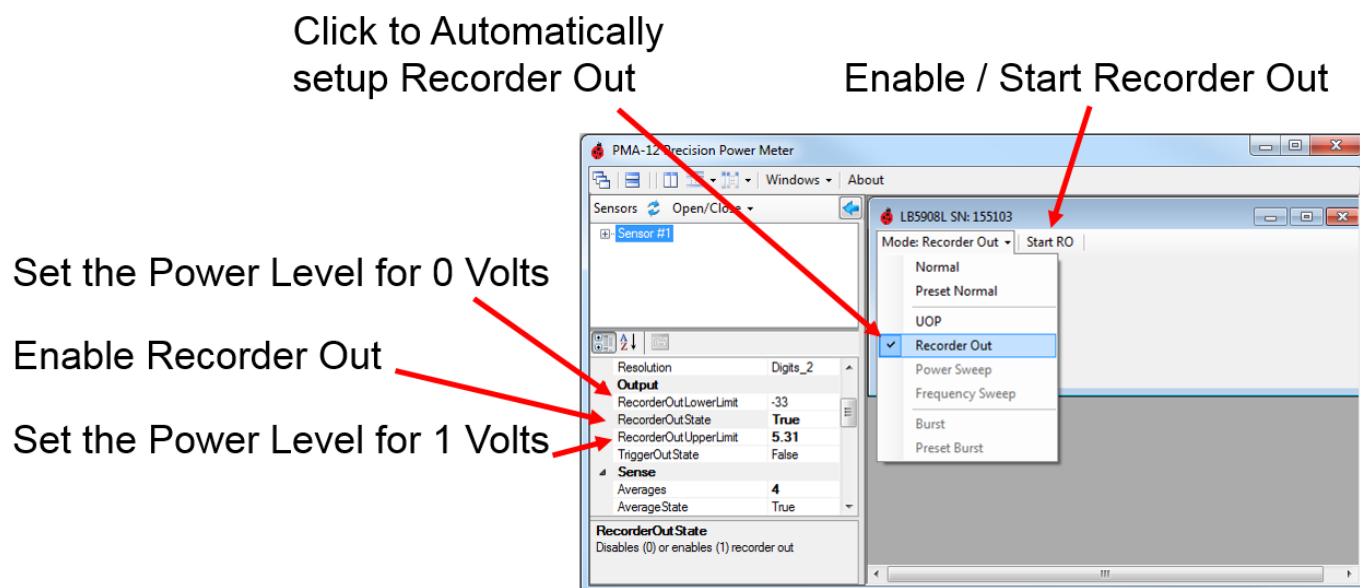 Click to Automatically
setup Recorder Out
Enable / Start Recorder Out
Set the Power Level for 0 Volts
Enable Recorder Out
Set the Power Level for 1 Volts
PMA-12 Precision Power Meter
Windows
About
Sensors
Open/Close
Sensor #1
Resolution Digits_2
Output
RecorderOutLowerLimit -33
RecorderOutState True
RecorderOutUpperLimit 5.31
TriggerOutState False
Sense
Averages 4
AverageState True
RecorderOutState
Disables (0) or enables (1) recorder out
LB5908L SN: 155103
Mode: Recorder Out
Start RO
Normal
Preset Normal
UOP
Recorder Out
Power Sweep
Frequency Sweep
Burst
Preset Burst